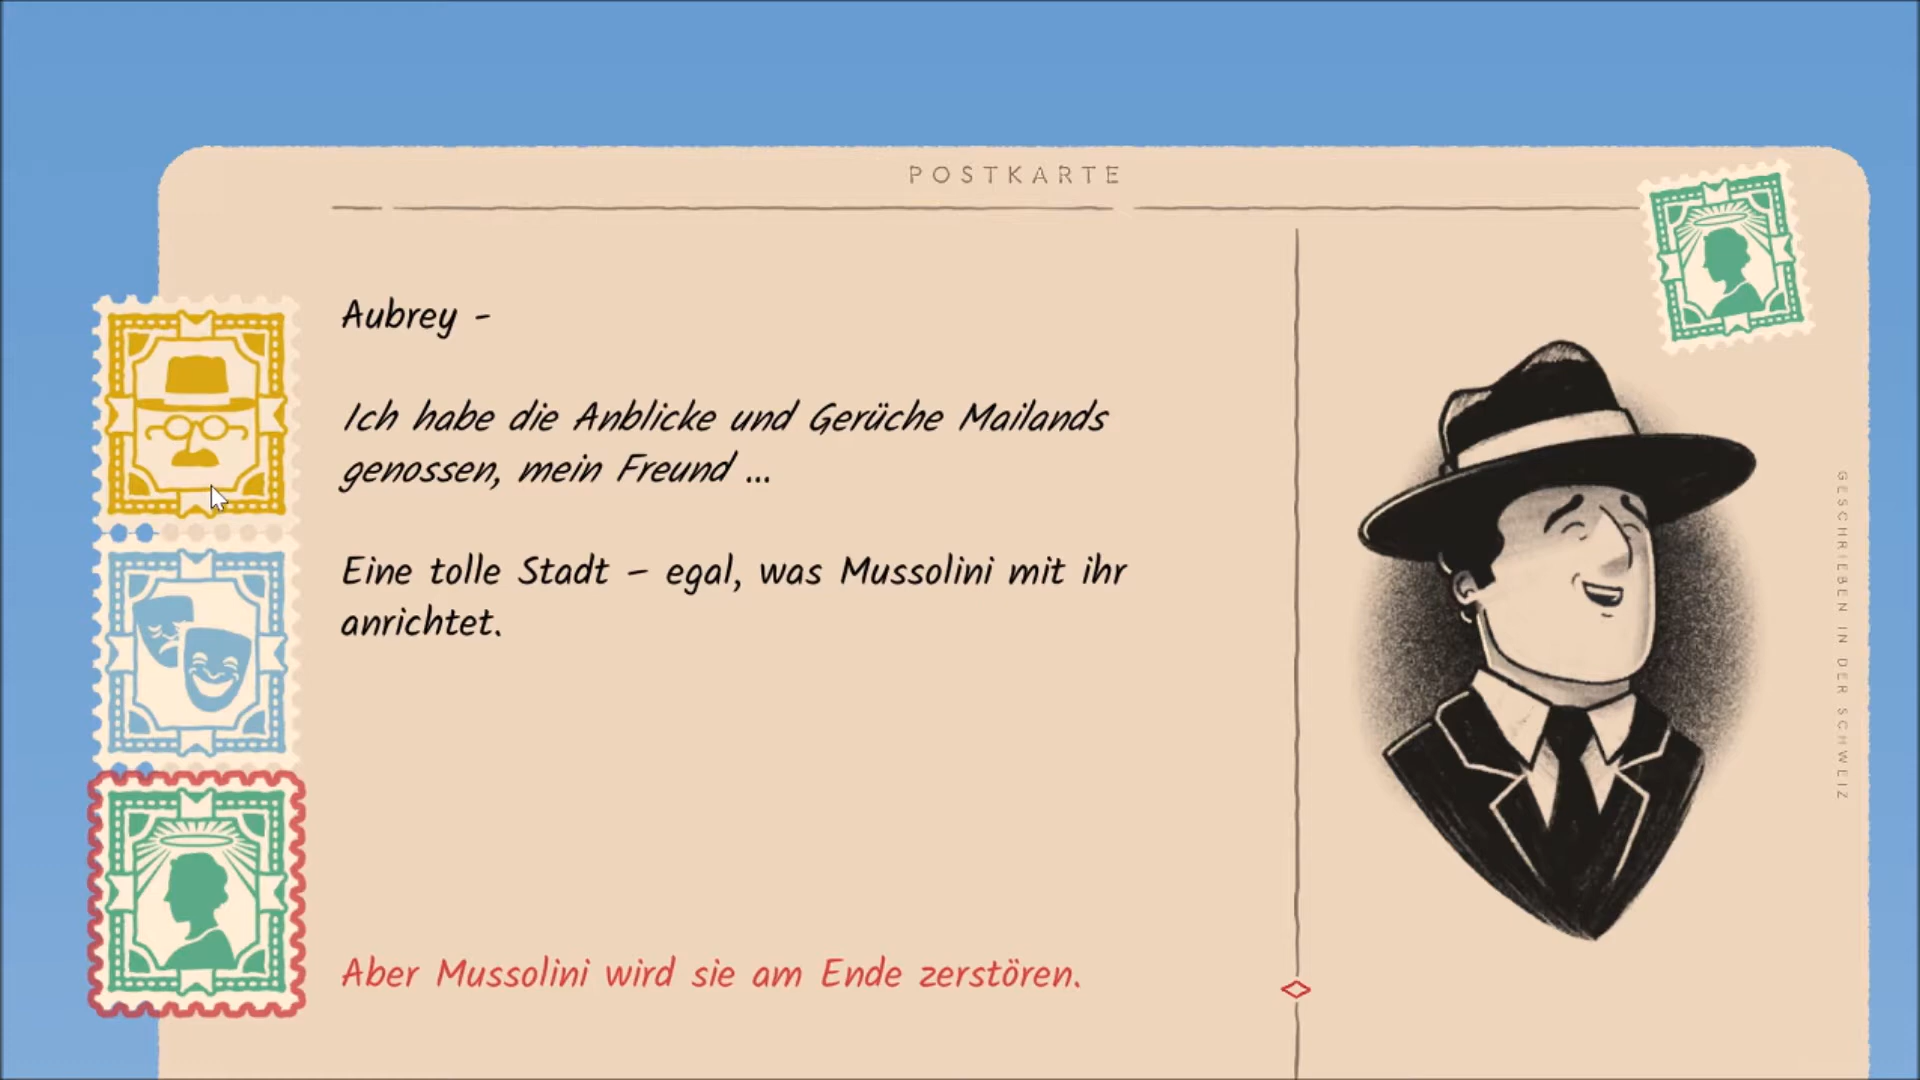 POSTKARTE
Aubrey -
Ich habe die Anblicke und Gerüche Mailands
genossen, mein Freund ...
Eine tolle Stadt – egal, was Mussolini mit ihr
anrichtet.
Aber Mussolini wird sie am Ende zerstören.
GESCHRIEBEN IN DER SCHWEIZ